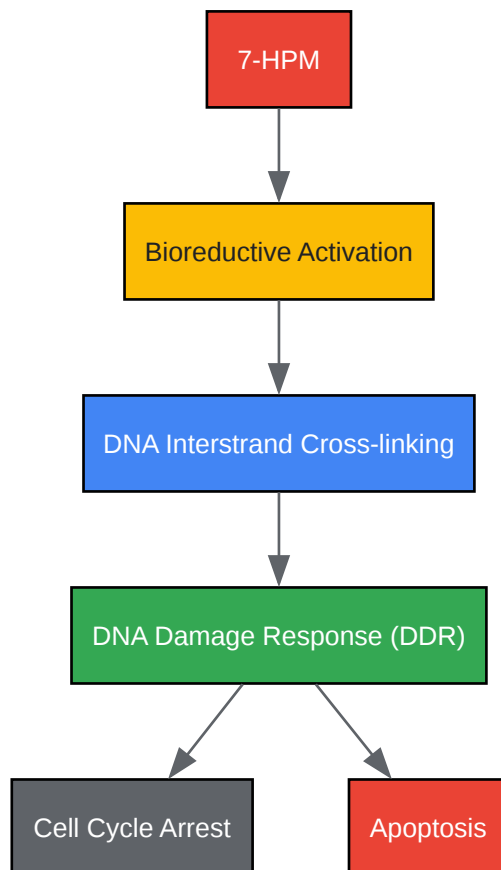 7-HPM
Bioreductive Activation
DNA Interstrand Cross-linking
DNA Damage Response (DDR)
Cell Cycle Arrest
Apoptosis